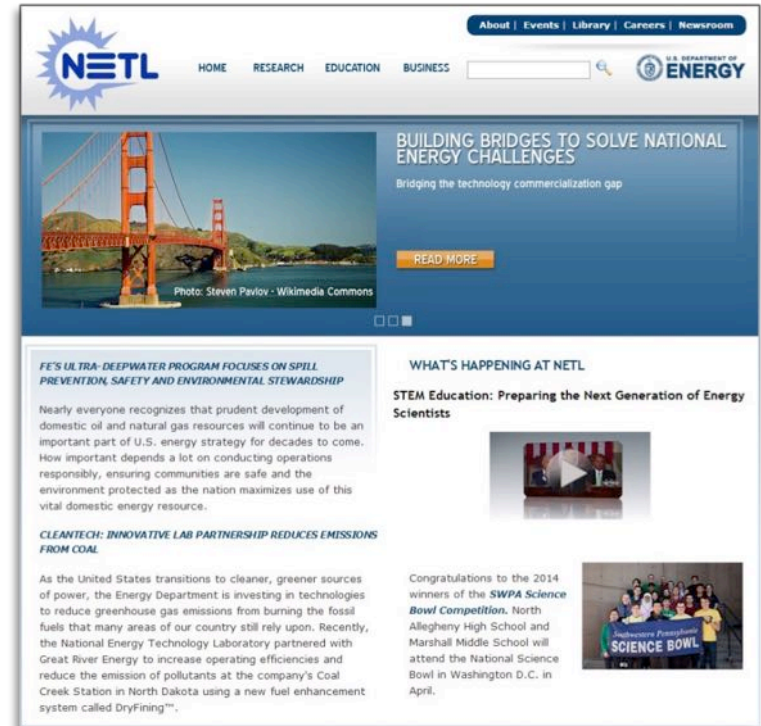 About | Events | Library | Careers | Newsroom
NETL
HOME RESEARCH EDUCATION BUSINESS
U.S. DEPARTMENT OF
ENERGY
BUILDING BRIDGES TO SOLVE NATIONAL
ENERGY CHALLENGES
Bridging the technology commercialization gap
READ MORE
Photo: Steven Pavlov - Wikimedia Commons
FE'S ULTRA-DEEPWATER PROGRAM FOCUSES ON SPILL
PREVENTION, SAFETY AND ENVIRONMENTAL STEWARDSHIP
Nearly everyone recognizes that prudent development of
domestic oil and natural gas resources will continue to be an
important part of U.S. energy strategy for decades to come.
How important depends a lot on conducting operations
responsibly, ensuring communities are safe and the
environment protected as the nation maximizes use of this
vital domestic energy resource.
CLEANTECH: INNOVATIVE LAB PARTNERSHIP REDUCES EMISSIONS
FROM COAL
As the United States transitions to cleaner, greener sources
of power, the Energy Department is investing in technologies
to reduce greenhouse gas emissions from burning the fossil
fuels that many areas of our country still rely upon. Recently,
the National Energy Technology Laboratory partnered with
Great River Energy to increase operating efficiencies and
reduce the emission of pollutants at the company's Coal
Creek Station in North Dakota using a new fuel enhancement
system called DryFining™.
WHAT'S HAPPENING AT NETL
STEM Education: Preparing the Next Generation of Energy
Scientists
Congratulations to the 2014
winners of the SWPA Science
Bowl Competition. North
Allegheny High School and
Marshall Middle School will
attend the National Science
Bowl in Washington D.C. in
April.
Southwestern Pennsylvania
SCIENCE BOWL